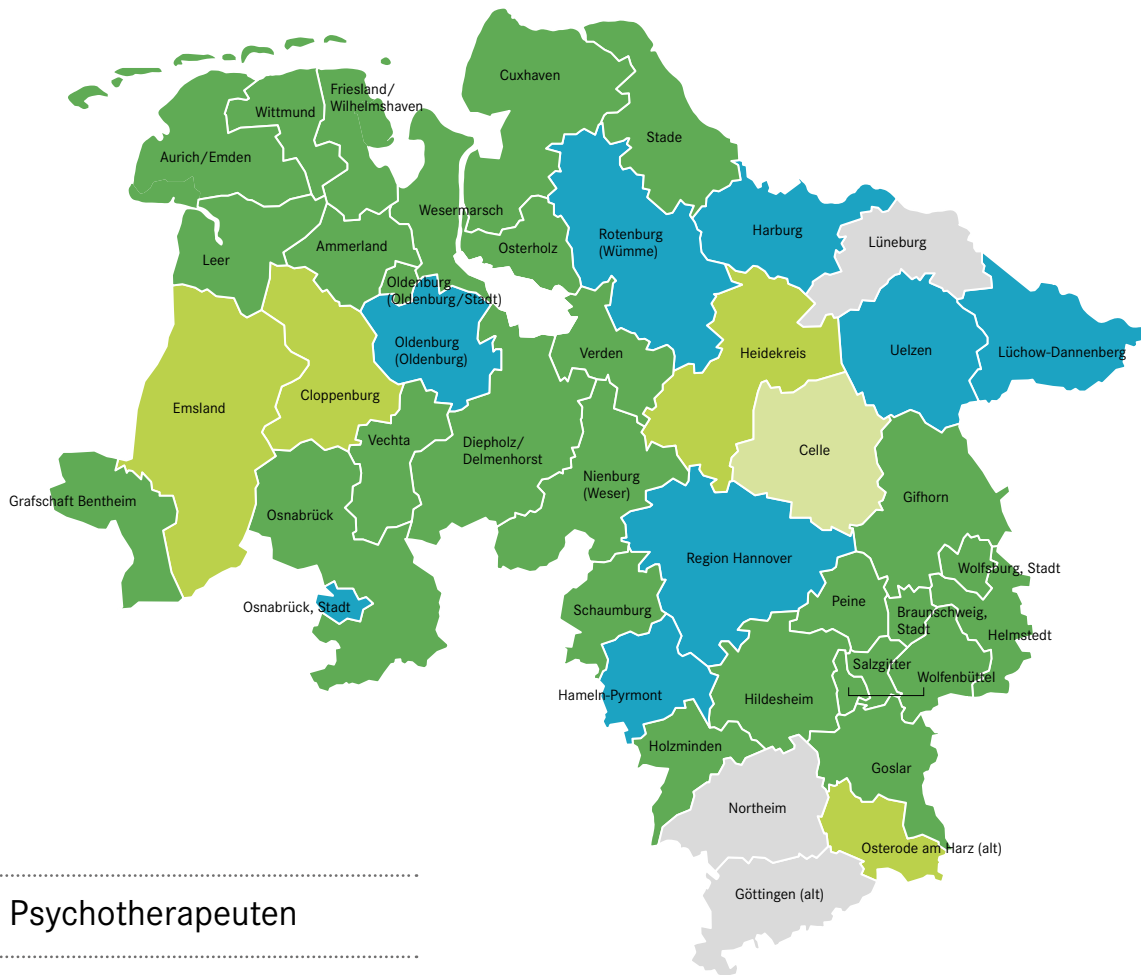 Cuxhaven
Friesland/
Wilhelmshaven
Wittmund
Stade
Aurich/Emden
Wesermarsch
Rotenburg
(Wümme)
Harburg
Lüneburg
Ammerland
Osterholz
Leer
Oldenburg
(Oldenburg/Stadt)
Oldenburg
(Oldenburg)
Verden
Heidekreis
Uelzen
Lüchow-Dannenberg
Emsland
Cloppenburg
Vechta
Diepholz/
Delmenhorst
Celle
Nienburg
(Weser)
Gifhorn
Grafschaft Bentheim
Osnabrück
Region Hannover
Wolfsburg, Stadt
Osnabrück, Stadt
Schaumburg
Peine
Braunschweig,
Stadt
Helmstedt
Salzgitter
Wolfenbüttel
Hameln-Pyrmont
Hildesheim
Holzminden
Goslar
Northeim
Osterode am Harz (alt)
Göttingen (alt)
Psychotherapeuten